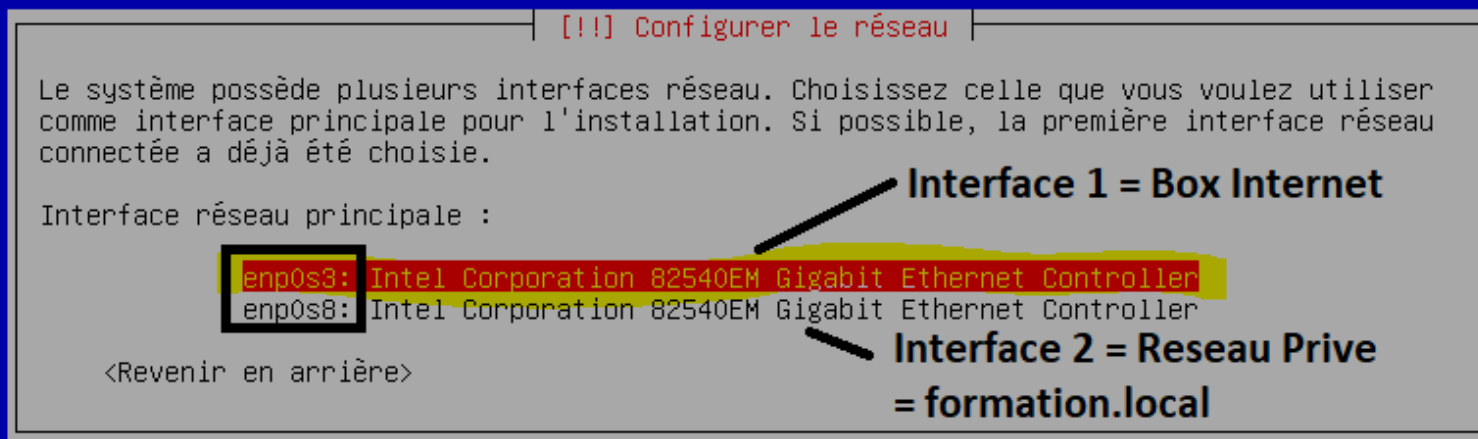 [!!] Configurer le réseau
Le système possède plusieurs interfaces réseau. Choisissez celle que vous voulez utiliser
comme interface principale pour l'installation. Si possible, la première interface réseau
connectée a déjà été choisie.
Interface 1 = Box Internet
Interface réseau principale :
enp0s3: Intel Corporation 82540EM Gigabit Ethernet Controller
enp0s8: Intel Corporation 82540EM Gigabit Ethernet Controller
Interface 2 = Reseau Prive
<Revenir en arrière>
= formation.local